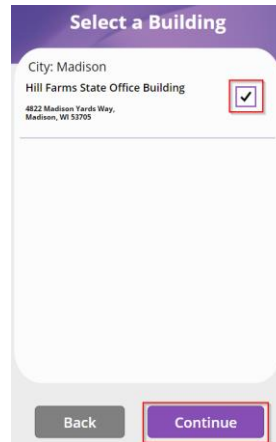 Select a Building
City: Madison
Hill Farms State Office Building
4822 Madison Yards Way,
Madison, WI 53705
Back
Continue